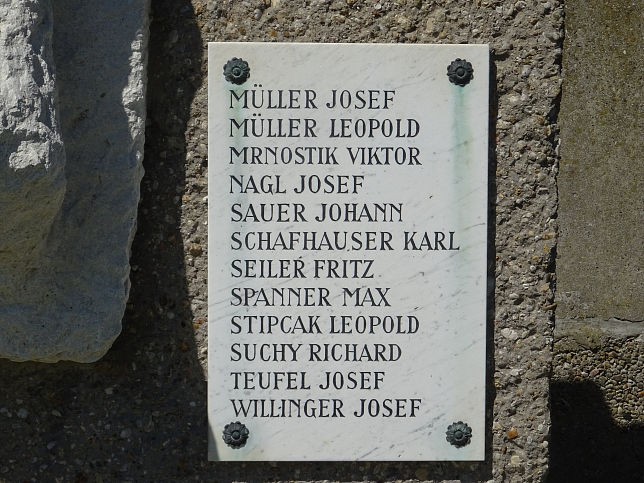 MÜLLER JOSEF
MÜLLER LEOPOLD
MRNOSTIK VIKTOR
NAGL JOSEF
SAUER JOHANN
SCHAFHAUSER KARL
SEILER FRITZ
SPANNER MAX
STIPCAK LEOPOLD
SUCHY RICHARD
TEUFEL JOSEF
WILLINGER JOSEF